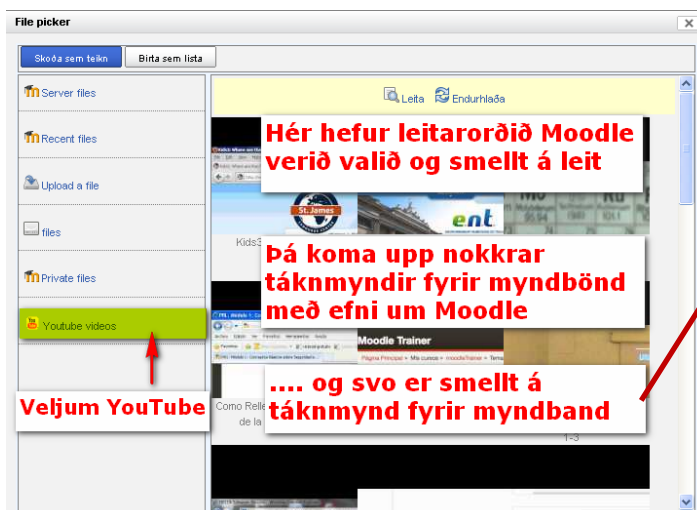 File picker
Skoða sem teikn
Birta sem lista
Server files
Recent files
Upload a file
files
Private files
Youtube videos
Veljum YouTube
Leita Endurhlaða
Hér hefur leitarorðið Moodle
verið valið og smellt á leit
St. James
ent
95.94
Kids3
Þá koma upp nokkrar
táknmyndir fyrir myndbönd
með efni um Moodle
Moodle Trainer
.... og svo er smellt á
táknmynd fyrir myndband
Como Relle
de la
1-3